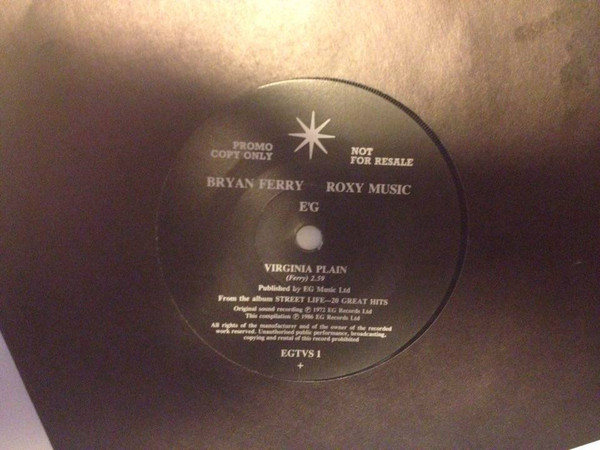 PROMO
COPY ONLY
NOT
FOR RESALE
BRYAN FERRY ROXY MUSIC
E'G
VIRGINIA PLAIN
(Ferry) 2.59
Published by EG Music Ltd
From the album STREET LIFE—20 GREAT HITS
Original sound recording Ⓟ 1972 EG Records Ltd
This compilation Ⓟ 1986 EG Records Ltd
All rights of the manufacturer and of the owner of the recorded
work reserved. Unauthorised public performance, broadcasting,
copying and rental of this record prohibited
EGTVS 1
+